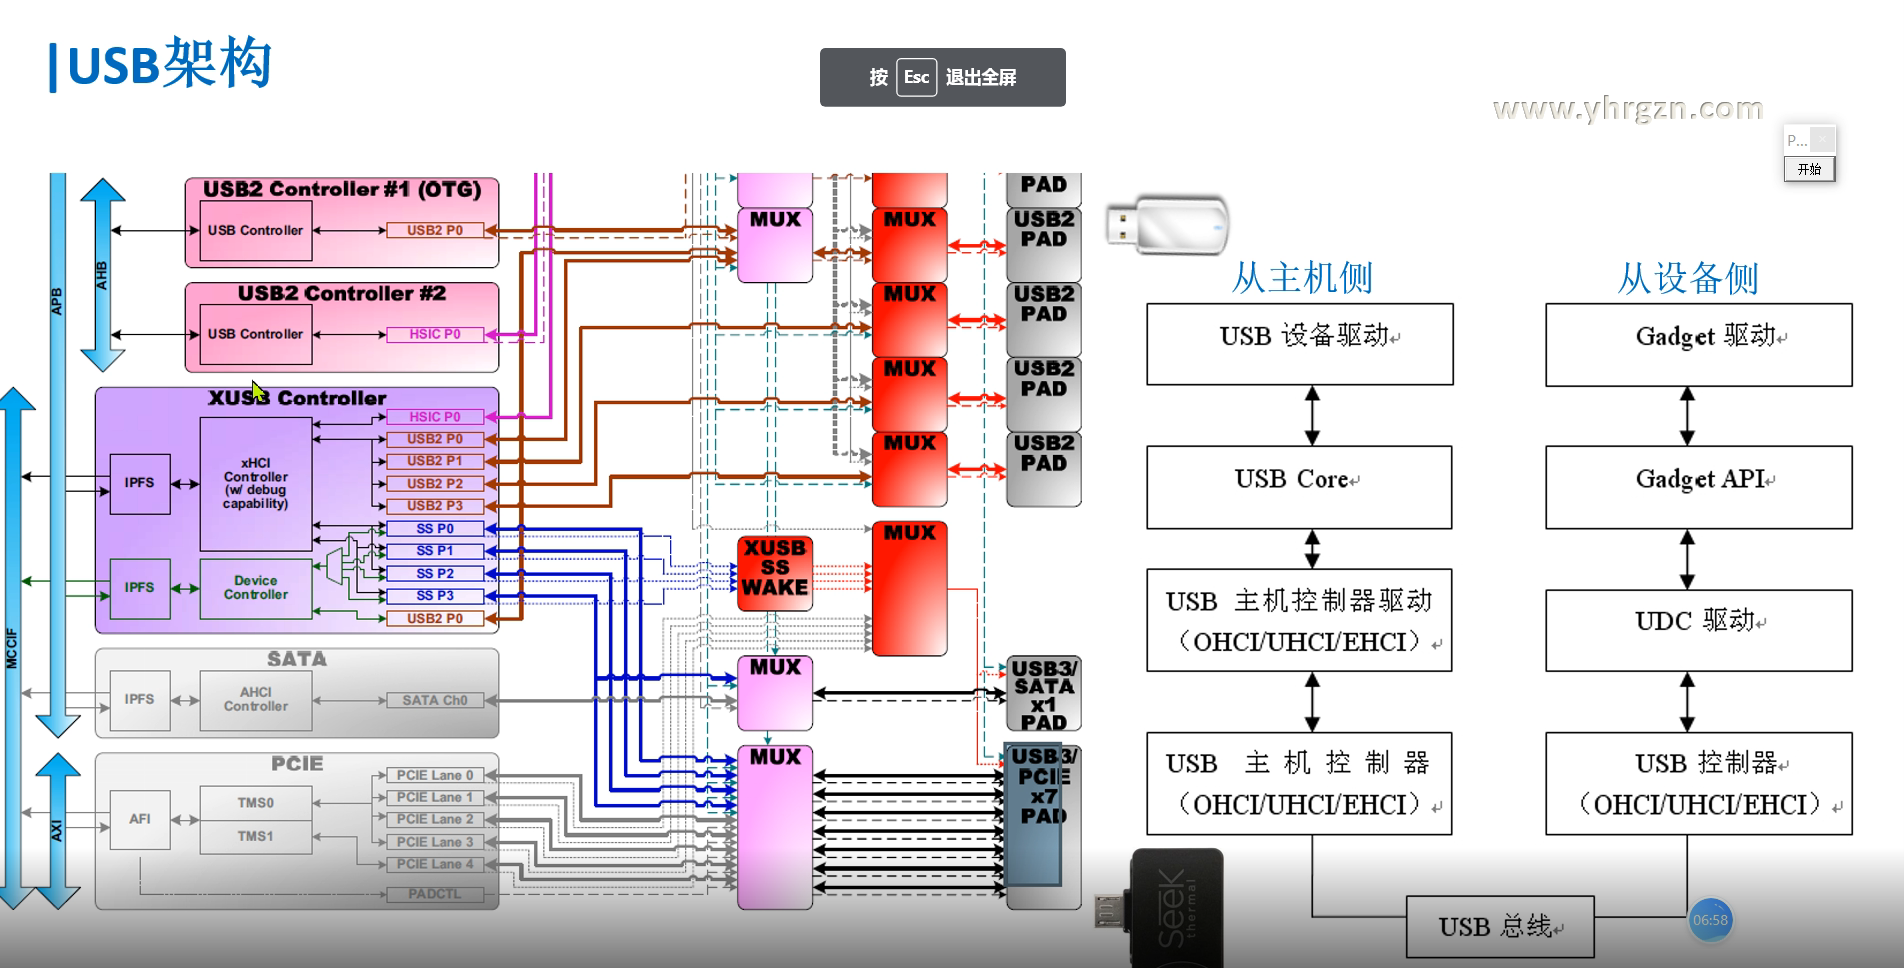 |USB架构
按 Esc 退出全屏
www.yhrgzn.com
P... ×
开始
APB
AHB
MCCIF
AXI
USB2 Controller #1 (OTG)
USB Controller
USB2 P0
USB2 Controller #2
USB Controller
HSIC P0
XUSB Controller
IPFS
xHCI
Controller
(w/ debug
capability)
HSIC P0
USB2 P0
USB2 P1
USB2 P2
USB2 P3
SS P0
SS P1
SS P2
SS P3
USB2 P0
IPFS
Device
Controller
SATA
IPFS
AHCI
Controller
SATA Ch0
PCIE
AFI
TMS0
TMS1
PCIE Lane 0
PCIE Lane 1
PCIE Lane 2
PCIE Lane 3
PCIE Lane 4
PADCTL
MUX
XUSB
SS
WAKE
MUX
MUX
MUX
MUX
MUX
MUX
MUX
PAD
USB2
PAD
USB2
PAD
USB2
PAD
USB2
PAD
USB3/
SATA
x1
PAD
USB3/
PCIE
x7
PAD
从主机侧
USB 设备驱动
USB Core
USB 主机控制器驱动
（OHCI/UHCI/EHCI）
USB 主机控制器
（OHCI/UHCI/EHCI）
从设备侧
Gadget 驱动
Gadget API
UDC 驱动
USB 控制器
（OHCI/UHCI/EHCI）
USB 总线
Seek
thermal
06:58